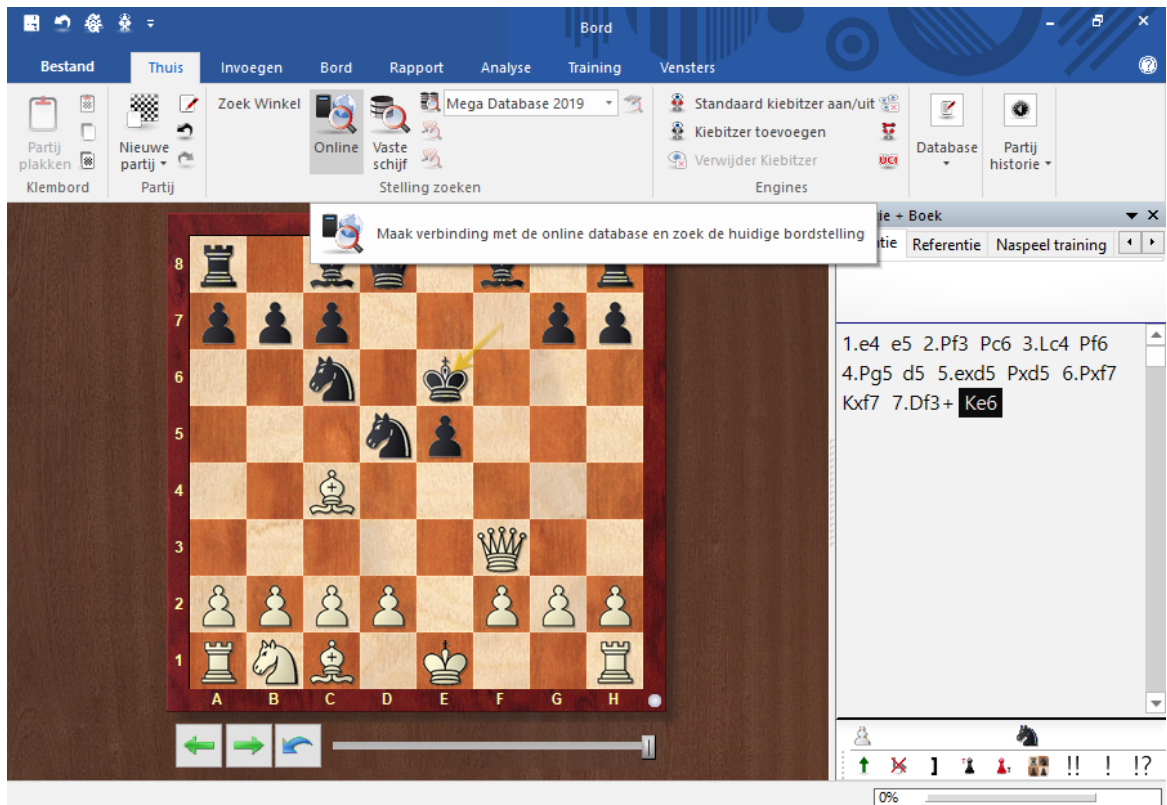 Bord
Bestand Thuis Invoegen Bord Rapport Analyse Training Vensters
Partij plakken
Klembord
Nieuwe partij
Partij
Zoek Winkel
Online
Vaste schijf
Mega Database 2019
Stelling zoeken
Standaard kiebitzer aan/uit
Kiebitzer toevoegen
Verwijder Kiebitzer
UCI
Engines
Database
Partij historie
Maak verbinding met de online database en zoek de huidige bordstelling
ie + Boek
tie Referentie Naspeel training
1.e4 e5 2.Pf3 Pc6 3.Lc4 Pf6
4.Pg5 d5 5.exd5 Pxd5 6.Pxf7
Kxf7 7.Df3+ Ke6
8
7
6
5
4
3
2
1
A B C D E F G H
] !! ! !?
0%